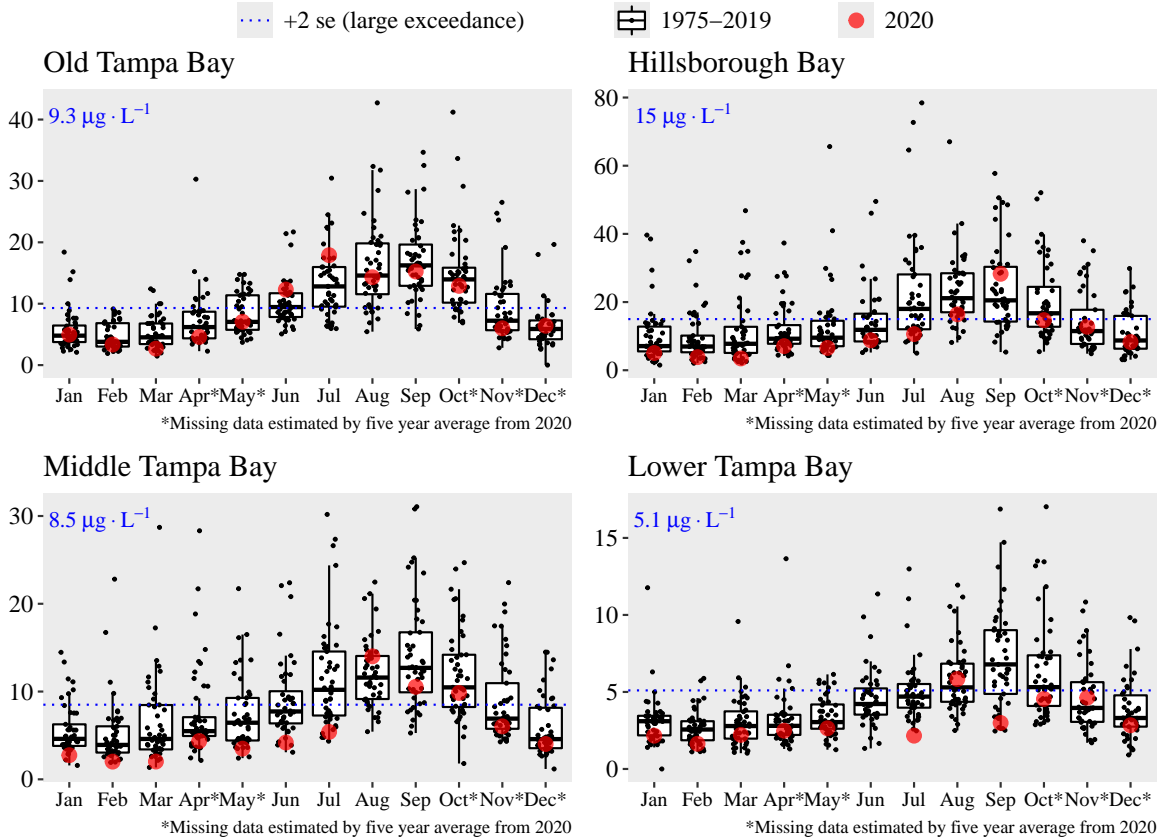 +2 se (large exceedance) 1975–2019 2020
Old Tampa Bay
9.3 μg · L⁻¹
40
30
20
10
0
Jan Feb Mar Apr* May* Jun Jul Aug Sep Oct* Nov* Dec*
*Missing data estimated by five year average from 2020
Hillsborough Bay
15 μg · L⁻¹
80
60
40
20
0
Jan Feb Mar Apr* May* Jun Jul Aug Sep Oct* Nov* Dec*
*Missing data estimated by five year average from 2020
Middle Tampa Bay
8.5 μg · L⁻¹
30
20
10
0
Jan Feb Mar Apr* May* Jun Jul Aug Sep Oct* Nov* Dec*
*Missing data estimated by five year average from 2020
Lower Tampa Bay
5.1 μg · L⁻¹
15
10
5
0
Jan Feb Mar Apr* May* Jun Jul Aug Sep Oct* Nov* Dec*
*Missing data estimated by five year average from 2020